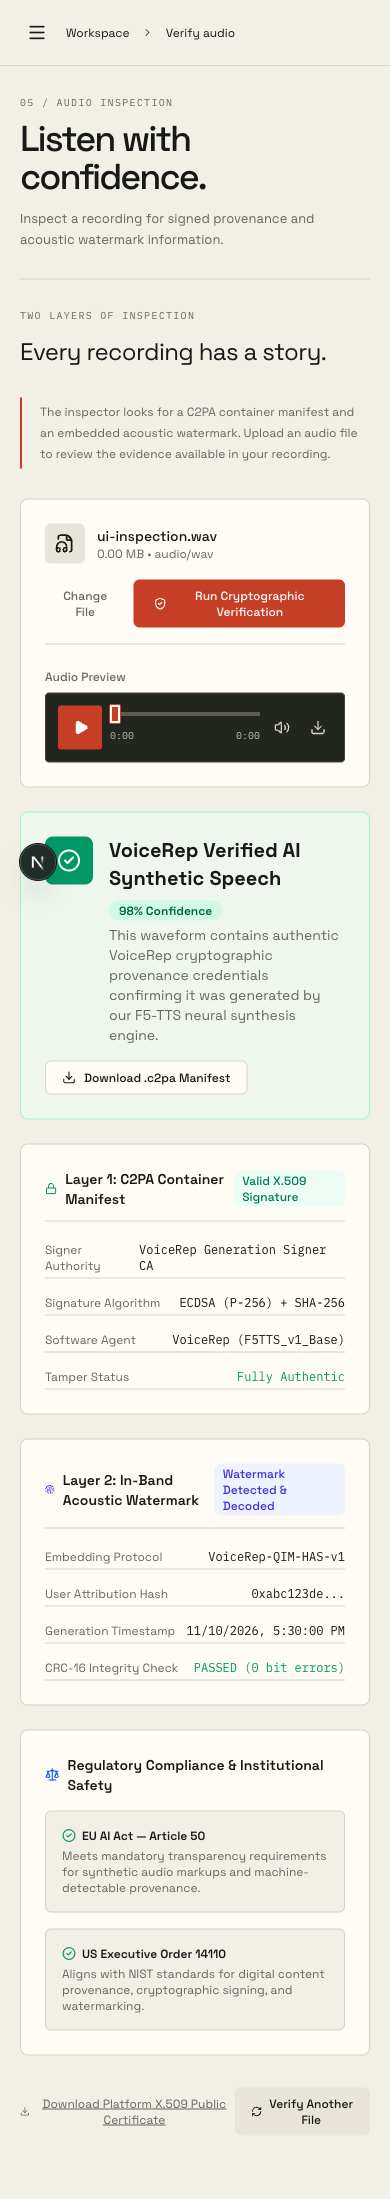 Workspace > Verify audio
05 / AUDIO INSPECTION
Listen with
confidence.
Inspect a recording for signed provenance and
acoustic watermark information.
TWO LAYERS OF INSPECTION
Every recording has a story.
The inspector looks for a C2PA container manifest and
an embedded acoustic watermark. Upload an audio file
to review the evidence available in your recording.
ui-inspection.wav
0.00 MB • audio/wav
Change
File
Run Cryptographic
Verification
Audio Preview
0:00
0:00
N
VoiceRep Verified AI
Synthetic Speech
98% Confidence
This waveform contains authentic
VoiceRep cryptographic
provenance credentials
confirming it was generated by
our F5-TTS neural synthesis
engine.
Download .c2pa Manifest
Layer 1: C2PA Container
Manifest
Valid X.509
Signature
Signer
Authority
VoiceRep Generation Signer
CA
Signature Algorithm ECDSA (P-256) + SHA-256
Software Agent VoiceRep (F5TTS_v1_Base)
Tamper Status Fully Authentic
Layer 2: In-Band
Acoustic Watermark
Watermark
Detected &
Decoded
Embedding Protocol VoiceRep-QIM-HAS-v1
User Attribution Hash 0xabc123de...
Generation Timestamp 11/10/2026, 5:30:00 PM
CRC-16 Integrity Check PASSED (0 bit errors)
Regulatory Compliance & Institutional
Safety
EU AI Act — Article 50
Meets mandatory transparency requirements
for synthetic audio markups and machine-
detectable provenance.
US Executive Order 14110
Aligns with NIST standards for digital content
provenance, cryptographic signing, and
watermarking.
Download Platform X.509 Public
Certificate
Verify Another
File